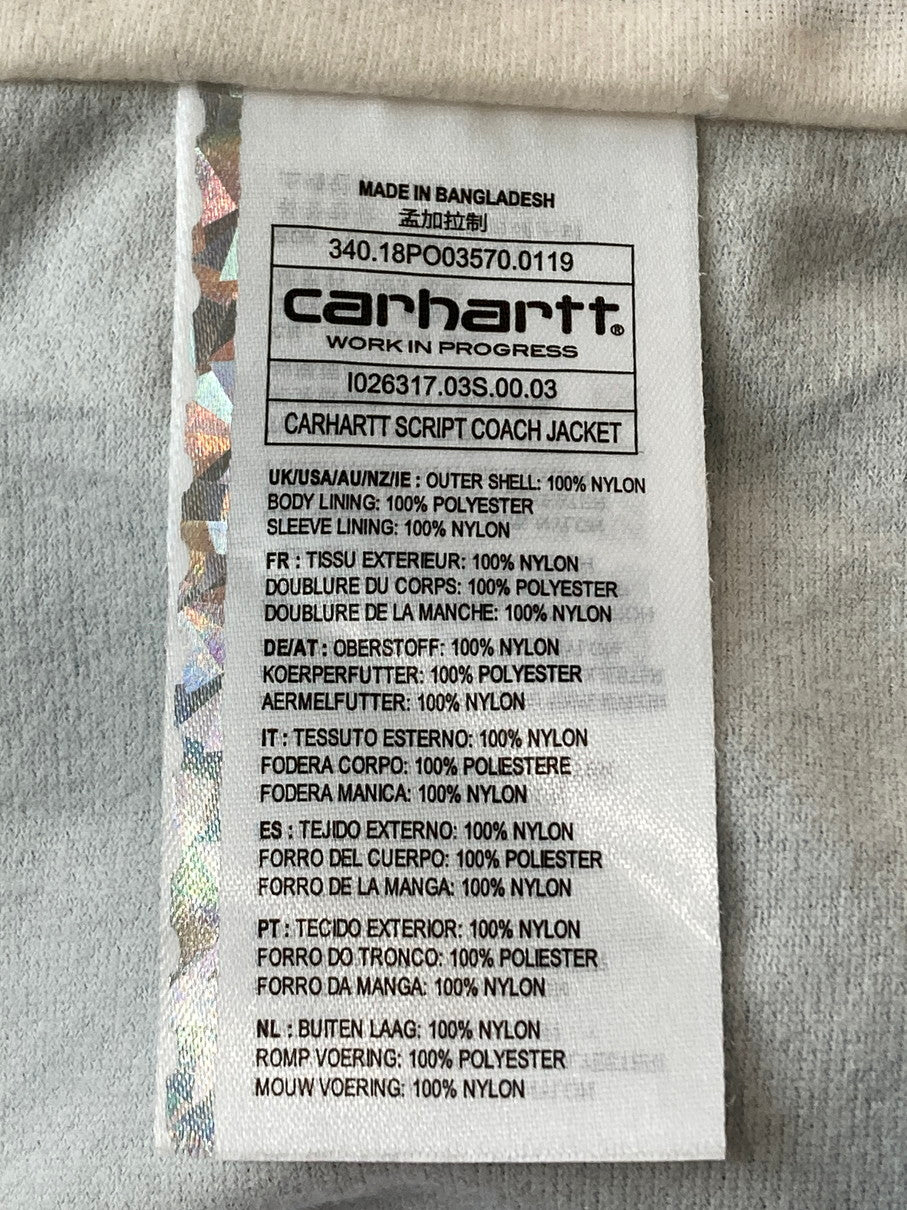 MADE IN BANGLADESH
孟加拉制
340.18PO03570.0119
carhartt®
WORK IN PROGRESS
I026317.03S.00.03
CARHARTT SCRIPT COACH JACKET
UK/USA/AU/NZ/IE : OUTER SHELL: 100% NYLON
BODY LINING: 100% POLYESTER
SLEEVE LINING: 100% NYLON
FR : TISSU EXTERIEUR: 100% NYLON
DOUBLURE DU CORPS: 100% POLYESTER
DOUBLURE DE LA MANCHE: 100% NYLON
DE/AT : OBERSTOFF: 100% NYLON
KOERPERFUTTER: 100% POLYESTER
AERMELFUTTER: 100% NYLON
IT : TESSUTO ESTERNO: 100% NYLON
FODERA CORPO: 100% POLIESTERE
FODERA MANICA: 100% NYLON
ES : TEJIDO EXTERNO: 100% NYLON
FORRO DEL CUERPO: 100% POLIESTER
FORRO DE LA MANGA: 100% NYLON
PT : TECIDO EXTERIOR: 100% NYLON
FORRO DO TRONCO: 100% POLIESTER
FORRO DA MANGA: 100% NYLON
NL : BUITEN LAAG: 100% NYLON
ROMP VOERING: 100% POLYESTER
MOUW VOERING: 100% NYLON